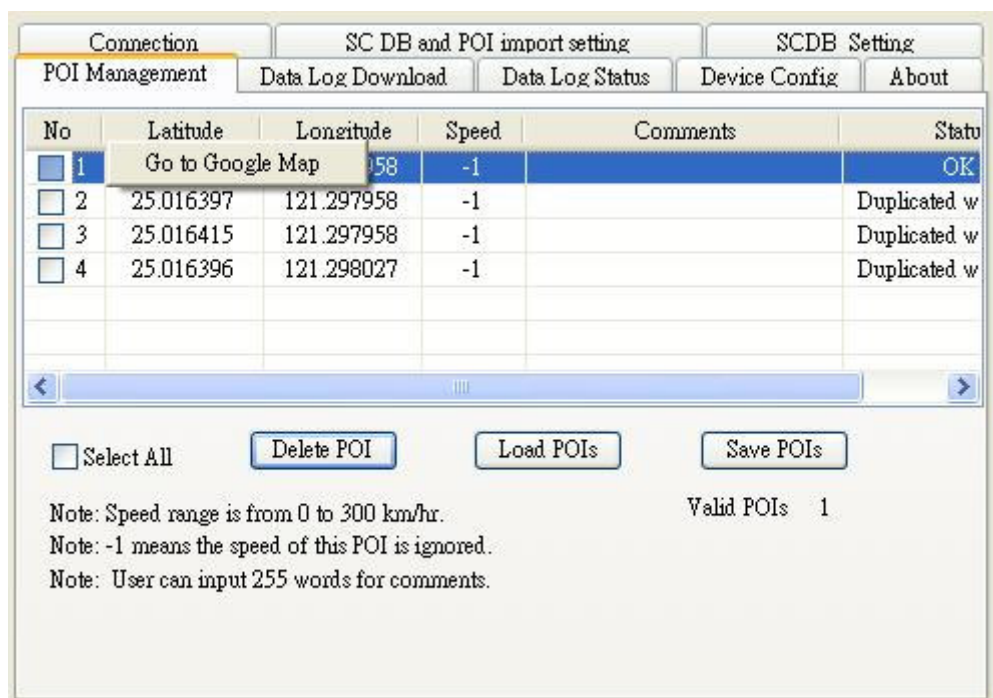 Connection SC DB and POI import setting SCDB Setting
POI Management Data Log Download Data Log Status Device Config About
No Latitude Longitude Speed Comments Statu
1 Go to Google Map 958 -1 OK
2 25.016397 121.297958 -1 Duplicated w
3 25.016415 121.297958 -1 Duplicated w
4 25.016396 121.298027 -1 Duplicated w
Select All Delete POI Load POIs Save POIs
Note: Speed range is from 0 to 300 km/hr. Valid POIs 1
Note: -1 means the speed of this POI is ignored.
Note: User can input 255 words for comments.